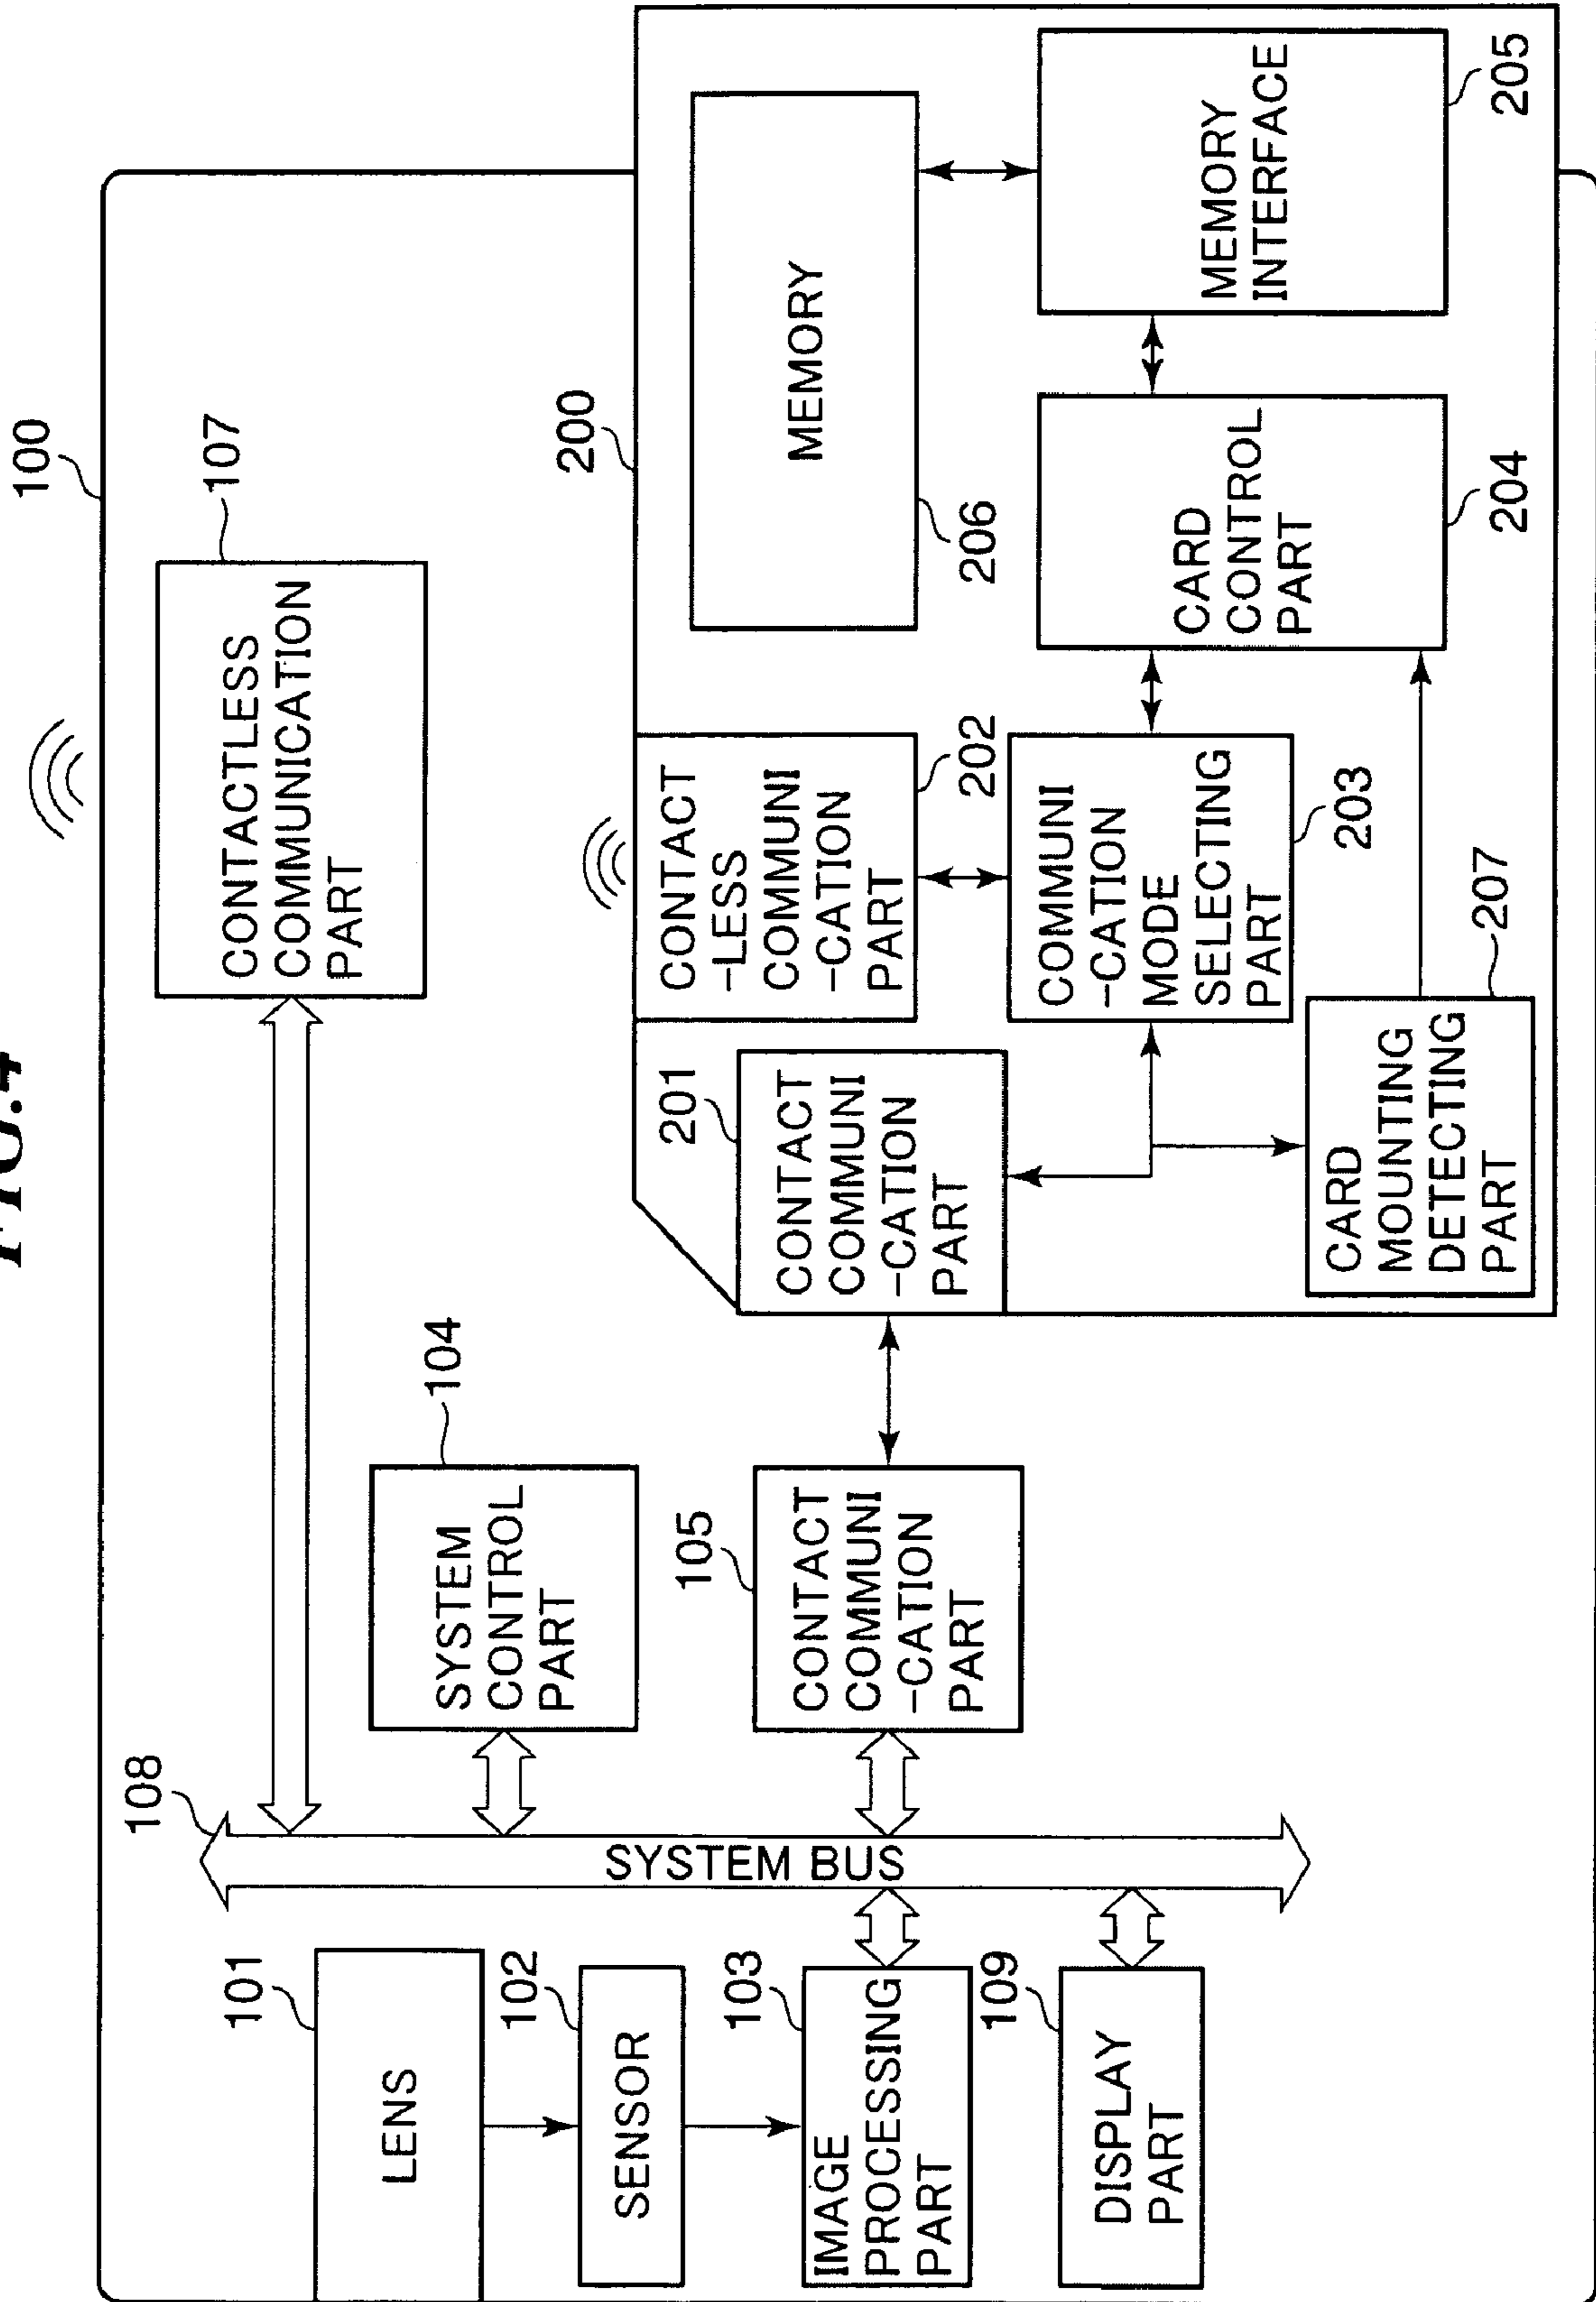 FIG.4
100
108
107
CONTACTLESS
COMMUNICATION
PART
101
LENS
104
SYSTEM
CONTROL
PART
200
SYSTEM BUS
102
SENSOR
105
CONTACT
COMMUNI
-CATION
PART
201
CONTACT
COMMUNI
-CATION
PART
CONTACT
-LESS
COMMUNI
-CATION
PART
202
MEMORY
206
103
IMAGE
PROCESSING
PART
109
DISPLAY
PART
COMMUNI
-CATION
MODE
SELECTING
PART
203
CARD
CONTROL
PART
204
MEMORY
INTERFACE
205
CARD
MOUNTING
DETECTING
PART
207